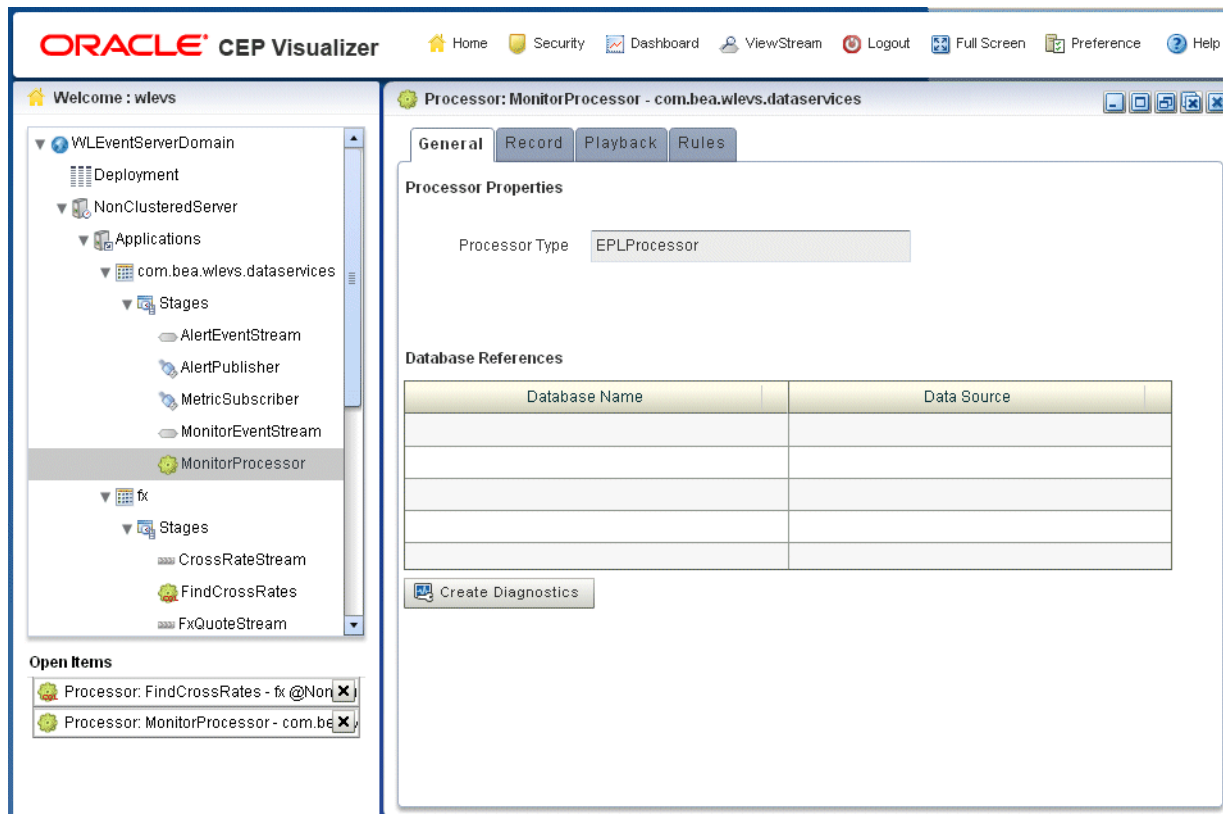 ORACLE CEP Visualizer
Home Security Dashboard ViewStream Logout Full Screen Preference Help
Welcome : wlevs
WLEventServerDomain
Deployment
NonClusteredServer
Applications
com.bea.wlevs.dataservices
Stages
AlertEventStream
AlertPublisher
MetricSubscriber
MonitorEventStream
MonitorProcessor
fx
Stages
CrossRateStream
FindCrossRates
FxQuoteStream
Open Items
Processor: FindCrossRates - fx @Non
Processor: MonitorProcessor - com.be
Processor: MonitorProcessor - com.bea.wlevs.dataservices
General Record Playback Rules
Processor Properties
Processor Type EPLProcessor
Database References
Database Name Data Source
Create Diagnostics